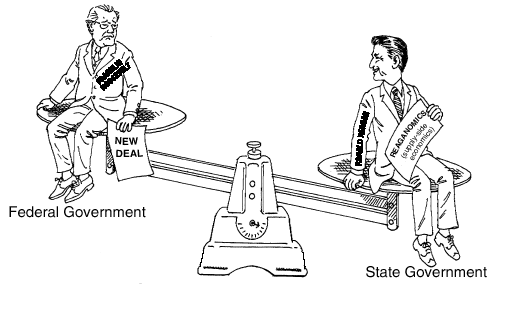 FRANKLIN
ROOSEVELT
NEW
DEAL
Federal Government
RONALD REAGAN
REAGANOMICS
(supply-side
economics)
State Government